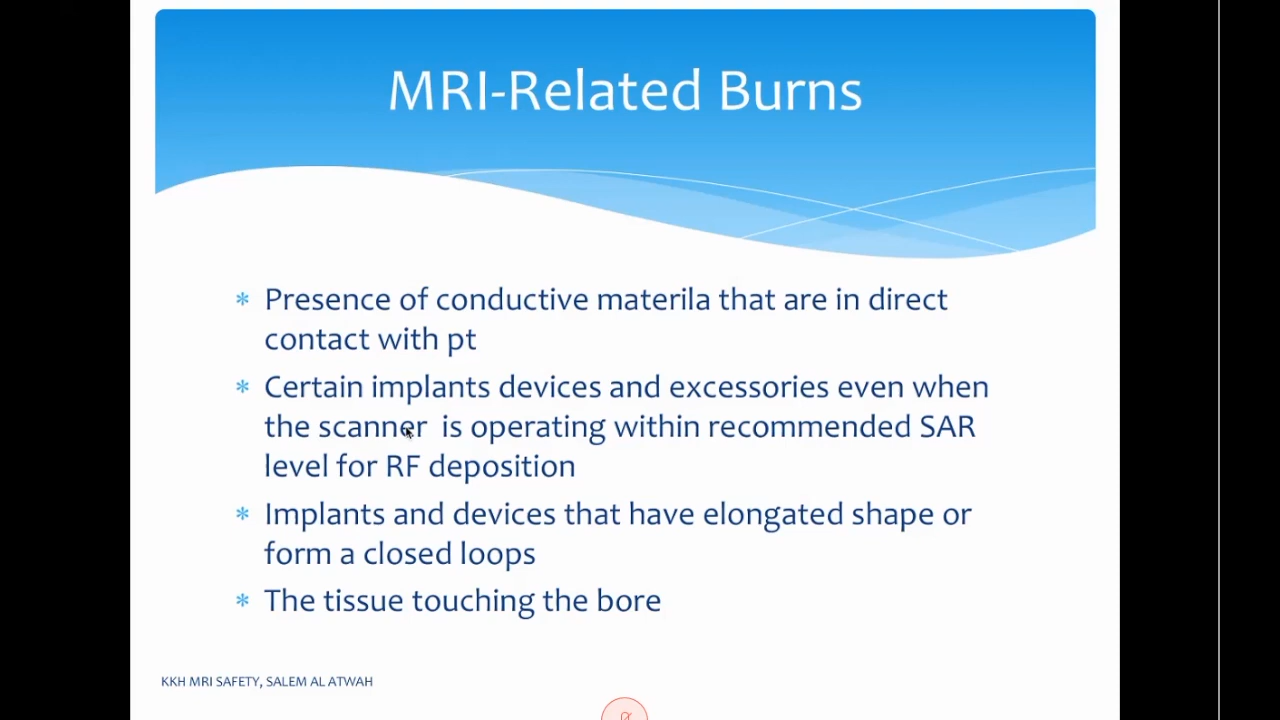 MRI-Related Burns
* Presence of conductive materila that are in direct
contact with pt
* Certain implants devices and excessories even when
the scanner is operating within recommended SAR
level for RF deposition
* Implants and devices that have elongated shape or
form a closed loops
* The tissue touching the bore
KKH MRI SAFETY, SALEM AL ATWAH